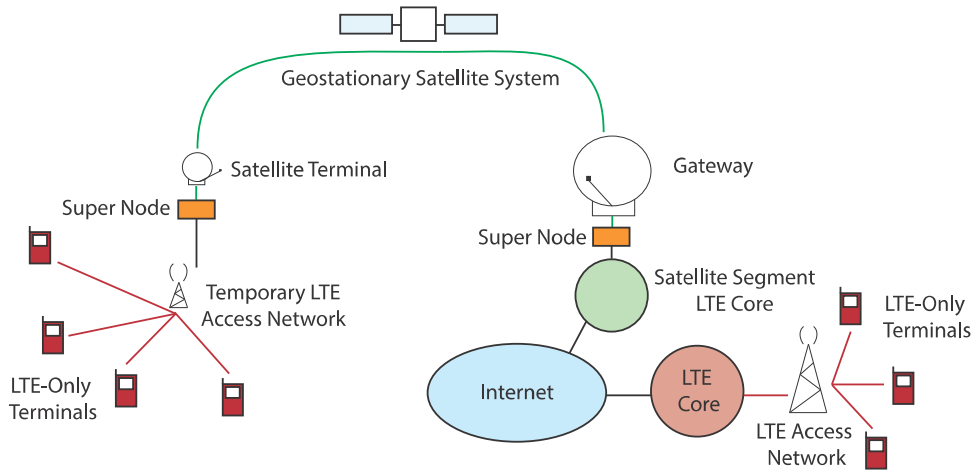 Geostationary Satellite System
Satellite Terminal
Gateway
Super Node
Super Node
Temporary LTE
Access Network
Satellite Segment
LTE Core
LTE-Only
Terminals
LTE-Only
Terminals
Internet
LTE
Core
LTE Access
Network